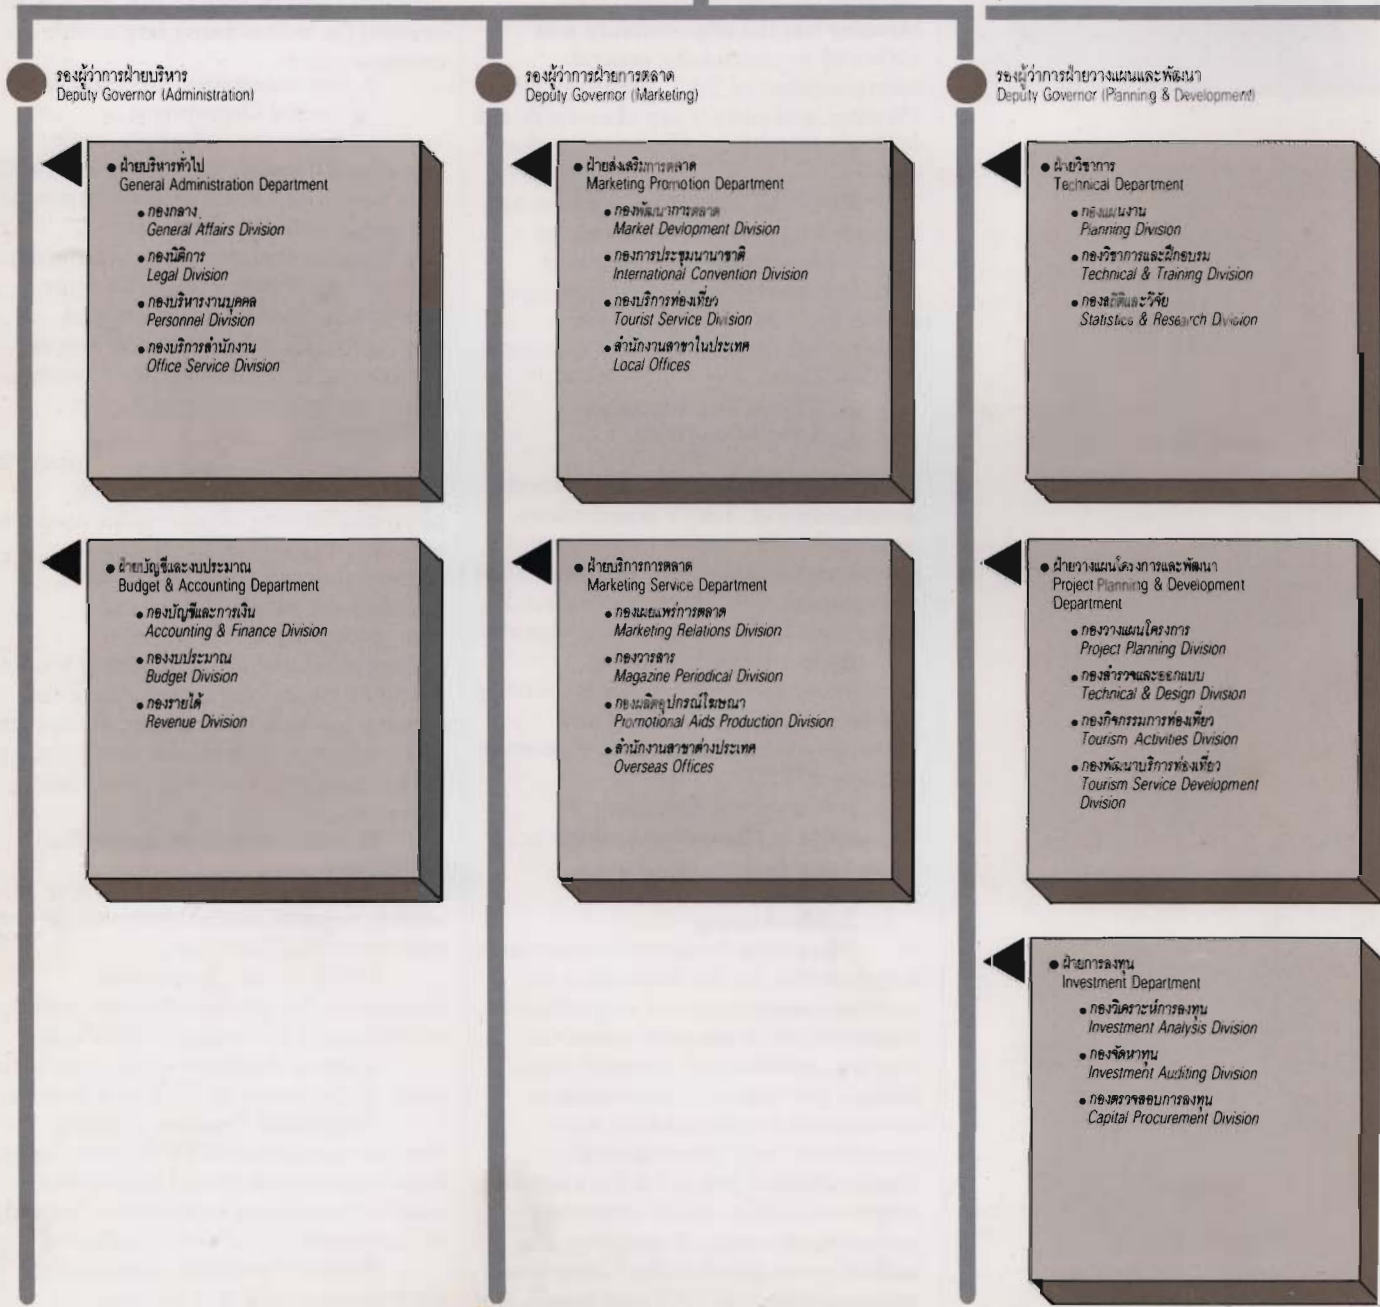 รองผู้ว่าการฝ่ายบริหาร
Deputy Governor (Administration)
● ฝ่ายบริหารทั่วไป
General Administration Department
● กองกลาง
General Affairs Division
● กองนิติการ
Legal Division
● กองบริหารงานบุคคล
Personnel Division
● กองบริการสำนักงาน
Office Service Division
● ฝ่ายบัญชีและงบประมาณ
Budget & Accounting Department
● กองบัญชีและการเงิน
Accounting & Finance Division
● กองงบประมาณ
Budget Division
● กองรายได้
Revenue Division
รองผู้ว่าการฝ่ายการตลาด
Deputy Governor (Marketing)
● ฝ่ายส่งเสริมการตลาด
Marketing Promotion Department
● กองพัฒนาการตลาด
Market Devlopment Division
● กองการประชุมนานาชาติ
International Convention Division
● กองบริการท่องเที่ยว
Tourist Service Division
● สำนักงานสาขาในประเทศ
Local Offices
● ฝ่ายบริการการตลาด
Marketing Service Department
● กองเผยแพร่การตลาด
Marketing Relations Division
● กองวารสาร
Magazine Periodical Division
● กองผลิตอุปกรณ์โฆษณา
Promotional Aids Production Division
● สำนักงานสาขาต่างประเทศ
Overseas Offices
รองผู้ว่าการฝ่ายวางแผนและพัฒนา
Deputy Governor (Planning & Development)
● ฝ่ายวิชาการ
Technical Department
● กองแผนงาน
Planning Division
● กองวิชาการและฝึกอบรม
Technical & Training Division
● กองสถิติและวิจัย
Statistics & Research Division
● ฝ่ายวางแผนโครงการและพัฒนา
Project Planning & Development
Department
● กองวางแผนโครงการ
Project Planning Division
● กองสำรวจและออกแบบ
Technical & Design Division
● กองกิจกรรมการท่องเที่ยว
Tourism Activities Division
● กองพัฒนาบริการท่องเที่ยว
Tourism Service Development
Division
● ฝ่ายการลงทุน
Investment Department
● กองวิเคราะห์การลงทุน
Investment Analysis Division
● กองจัดหาทุน
Investment Auditing Division
● กองตรวจสอบการลงทุน
Capital Procurement Division